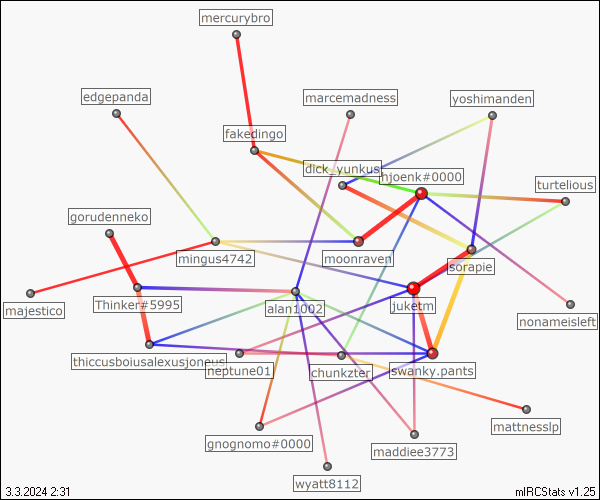 mercurybro
edgepanda
marcemadness
yoshimanden
fakedingo
dick_yunkus
hjoenk#0000
turtelious
gorudenneko
mingus4742
moonraven
sorapie
majestico
Thinker#5995
alan1002
juketm
nonameisleft
thiccusboiusalexusjoneus
neptune01
chunkzter
swanky.pants
mattnesslp
gnognomo#0000
maddiee3773
wyatt8112
3.3.2024 2:31
mIRCStats v1.25